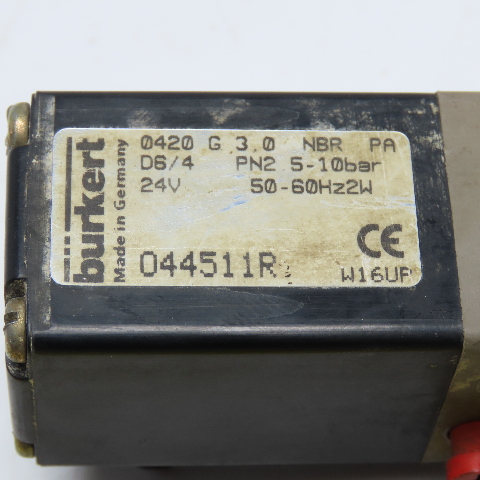 burkert
Made in Germany
0420 G 3.0 NBR PA
D6/4 PN2 5-10bar
24V 50-60Hz2W
044511R
CE
W16UP